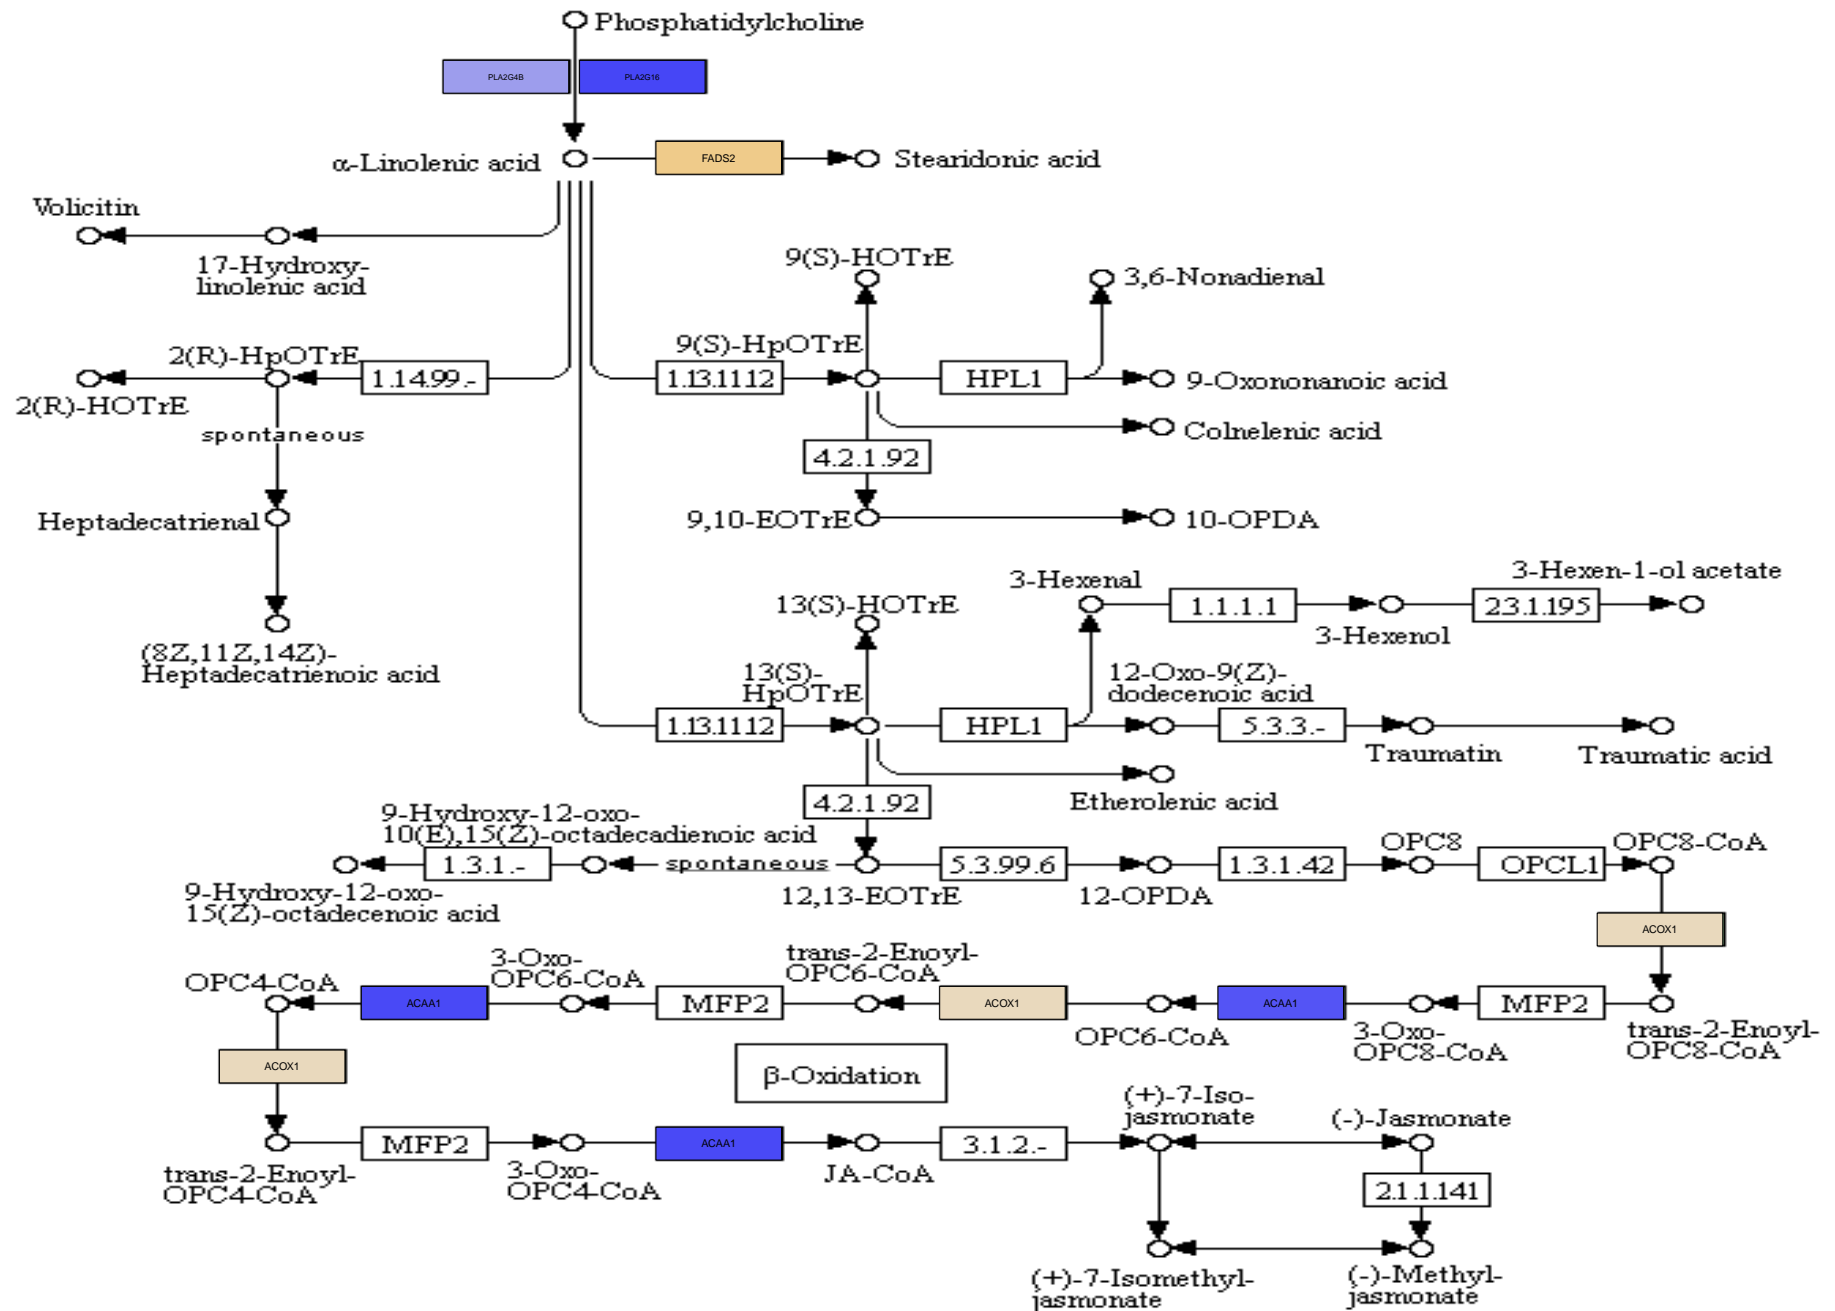 Phosphatidylcholine
PLA2G4B
PLA2G16
α-Linolenic acid
FADS2
Stearidonic acid
Volicitin
17-Hydroxy-
linolenic acid
9(S)-HOTrE
3,6-Nonadienal
2(R)-HpOTrE
1.14.99.-
9(S)-HpOTrE
1.13.11.12
HPL1
9-Oxononanoic acid
2(R)-HOTrE
spontaneous
Colnelenic acid
4.2.1.92
Heptadecatrienal
9,10-EOTrE
10-OPDA
3-Hexenal
3-Hexen-1-ol acetate
13(S)-HOTrE
1.1.1.1
2.3.1.195
3-Hexenol
(8Z,11Z,14Z)-
Heptadecatrienoic acid
13(S)-
HpOTrE
12-Oxo-9(Z)-
dodecenoic acid
1.13.11.12
HPL1
5.3.3.-
Traumatin
Traumatic acid
Etherolenic acid
4.2.1.92
9-Hydroxy-12-oxo-
10(E),15(Z)-octadecadienoic acid
OPC8
OPC8-CoA
1.3.1.-
spontaneous
5.3.99.6
1.3.1.42
OPCL1
9-Hydroxy-12-oxo-
15(Z)-octadecenoic acid
12,13-EOTrE
12-OPDA
ACOX1
OPC4-CoA
3-Oxo-
OPC6-CoA
trans-2-Enoyl-
OPC6-CoA
ACAA1
MFP2
ACOX1
ACAA1
MFP2
OPC6-CoA
3-Oxo-
OPC8-CoA
trans-2-Enoyl-
OPC8-CoA
ACOX1
β-Oxidation
(+)-7-Iso-
jasmonate
(-)-Jasmonate
MFP2
ACAA1
3.1.2.-
trans-2-Enoyl-
OPC4-CoA
3-Oxo-
OPC4-CoA
JA-CoA
2.1.1.141
(+)-7-Isomethyl-
jasmonate
(-)-Methyl-
jasmonate